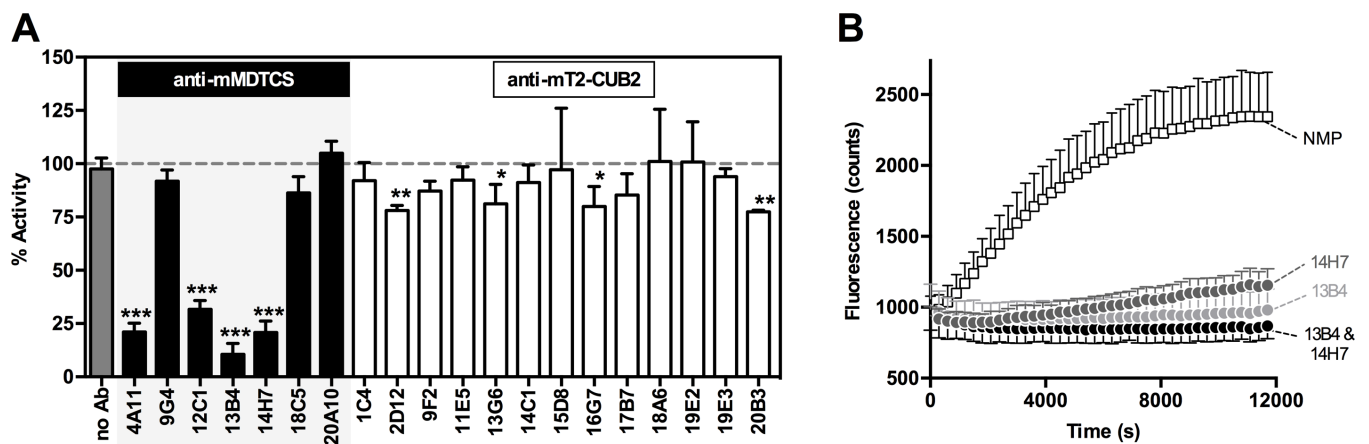 A
% Activity
150
125
100
75
50
25
0
anti-mMDTCS
anti-mT2-CUB2
***
***
***
***
**
*
*
**
no Ab
4A11
9G4
12C1
13B4
14H7
18C5
20A10
1C4
2D12
9F2
11E5
13G6
14C1
15D8
16G7
17B7
18A6
19E2
19E3
20B3
B
Fluorescence (counts)
2500
2000
1500
1000
500
0
4000
8000
12000
Time (s)
NMP
14H7
13B4
13B4 &
14H7